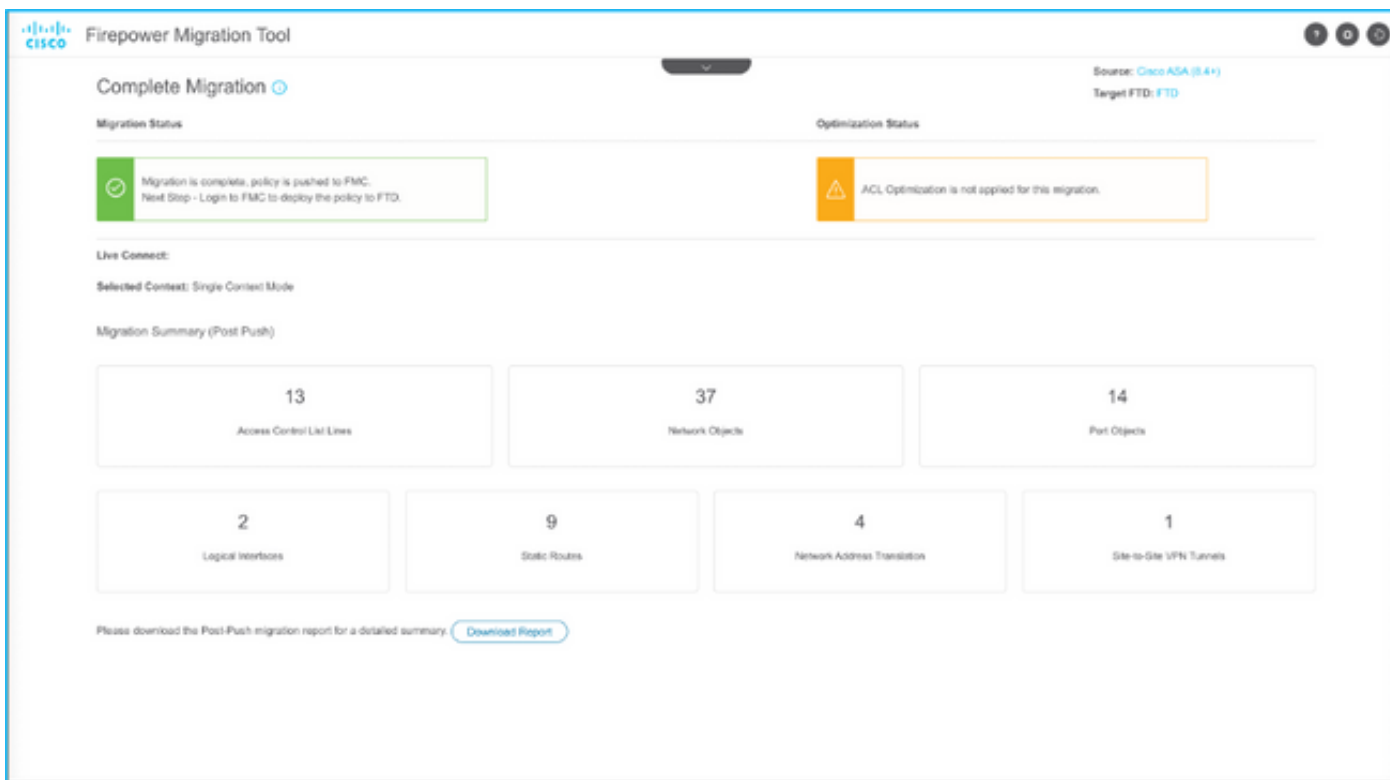 CISCO
Firepower Migration Tool
?
Complete Migration
Source: Cisco ASA (8.4+)
Target FTD: FTD
Migration Status
Optimization Status
Migration is complete, policy is pushed to FMC.
Next Step - Login to FMC to deploy the policy to FTD.
ACL Optimization is not applied for this migration.
Live Connect:
Selected Context: Single Context Mode
Migration Summary (Post Push)
13
Access Control List Lines
37
Network Objects
14
Port Objects
2
Logical Interfaces
9
Static Routes
4
Network Address Translation
1
Site-to-Site VPN Tunnels
Please download the Post-Push migration report for a detailed summary.
Download Report